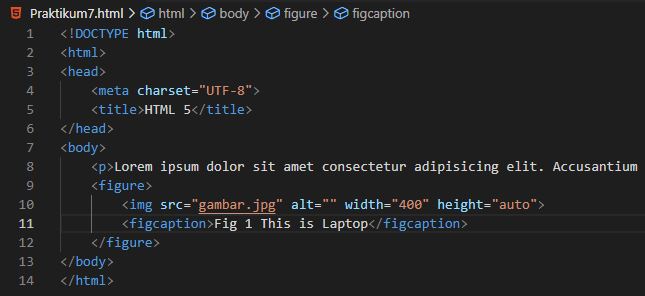 Praktikum7.html > html > body > figure > figcaption
1 <!DOCTYPE html>
2 <html>
3 <head>
4 <meta charset="UTF-8">
5 <title>HTML 5</title>
6 </head>
7 <body>
8 <p>Lorem ipsum dolor sit amet consectetur adipisicing elit. Accusantium
9 <figure>
10 <img src="gambar.jpg" alt="" width="400" height="auto">
11 <figcaption>Fig 1 This is Laptop</figcaption>
12 </figure>
13 </body>
14 </html>